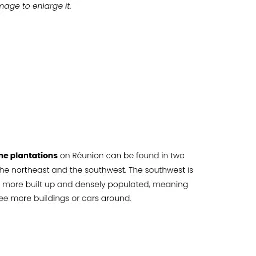 nage to enlarge it.
ne plantations on Réunion can be found in two
he northeast and the southwest. The southwest is
more built up and densely populated, meaning
ee more buildings or cars around.